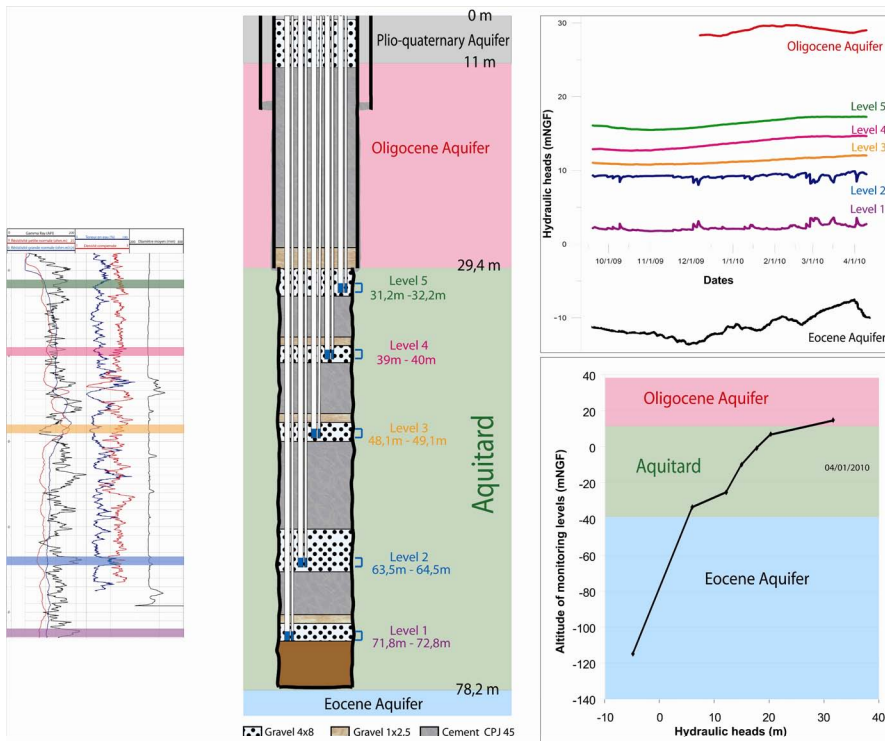 0 m
Plio-quaternary Aquifer
11 m
Oligocene Aquifer
29,4 m
Level 5
31,2m -32,2m
Level 4
39m - 40m
Level 3
48,1m - 49,1m
Aquitard
Level 2
63,5m - 64,5m
Level 1
71,8m - 72,8m
78,2 m
Eocene Aquifer
Gravel 4x8
Gravel 1x2.5
Cement CPJ 45
30
Oligocene Aquifer
20
Level 5
Level 4
Level 3
10
Level 2
Level 1
0
10/1/09 11/1/09 12/1/09 1/1/10 2/1/10 3/1/10 4/1/10
Dates
-10
Eocene Aquifer
Hydraulic heads (mNGF)
40
Oligocene Aquifer
20
0
Aquitard
04/01/2010
-20
-40
Eocene Aquifer
-60
-80
-100
-120
-140
Altitude of monitoring levels (mNGF)
-10 0 10 20 30 40
Hydraulic heads (m)